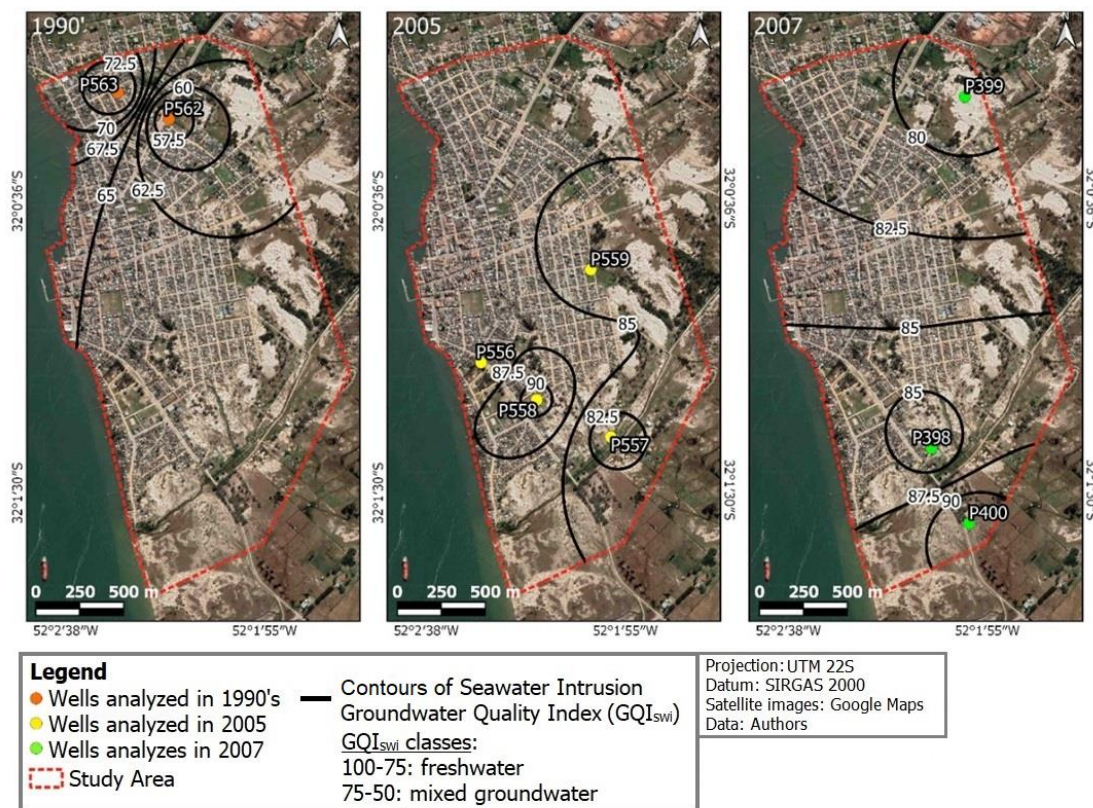 1990'
N
72.5
P563
60
P562
70
57.5
67.5
62.5
65
0 250 500 m
32°0'36"S
32°1'30"S
52°2'38"W
52°1'55"W
2005
N
P559
85
P556
87.5
90
P558
82.5
P557
0 250 500 m
32°0'36"S
32°1'30"S
52°2'38"W
52°1'55"W
2007
N
P399
80
82.5
85
85
P398
87.5
90
P400
0 250 500 m
32°0'36"S
32°1'30"S
52°2'38"W
52°1'55"W
Legend
Wells analyzed in 1990's
Wells analyzed in 2005
Wells analyzes in 2007
Study Area
Contours of Seawater Intrusion
Groundwater Quality Index (GQIswi)
GQIswi classes:
100-75: freshwater
75-50: mixed groundwater
Projection: UTM 22S
Datum: SIRGAS 2000
Satellite images: Google Maps
Data: Authors